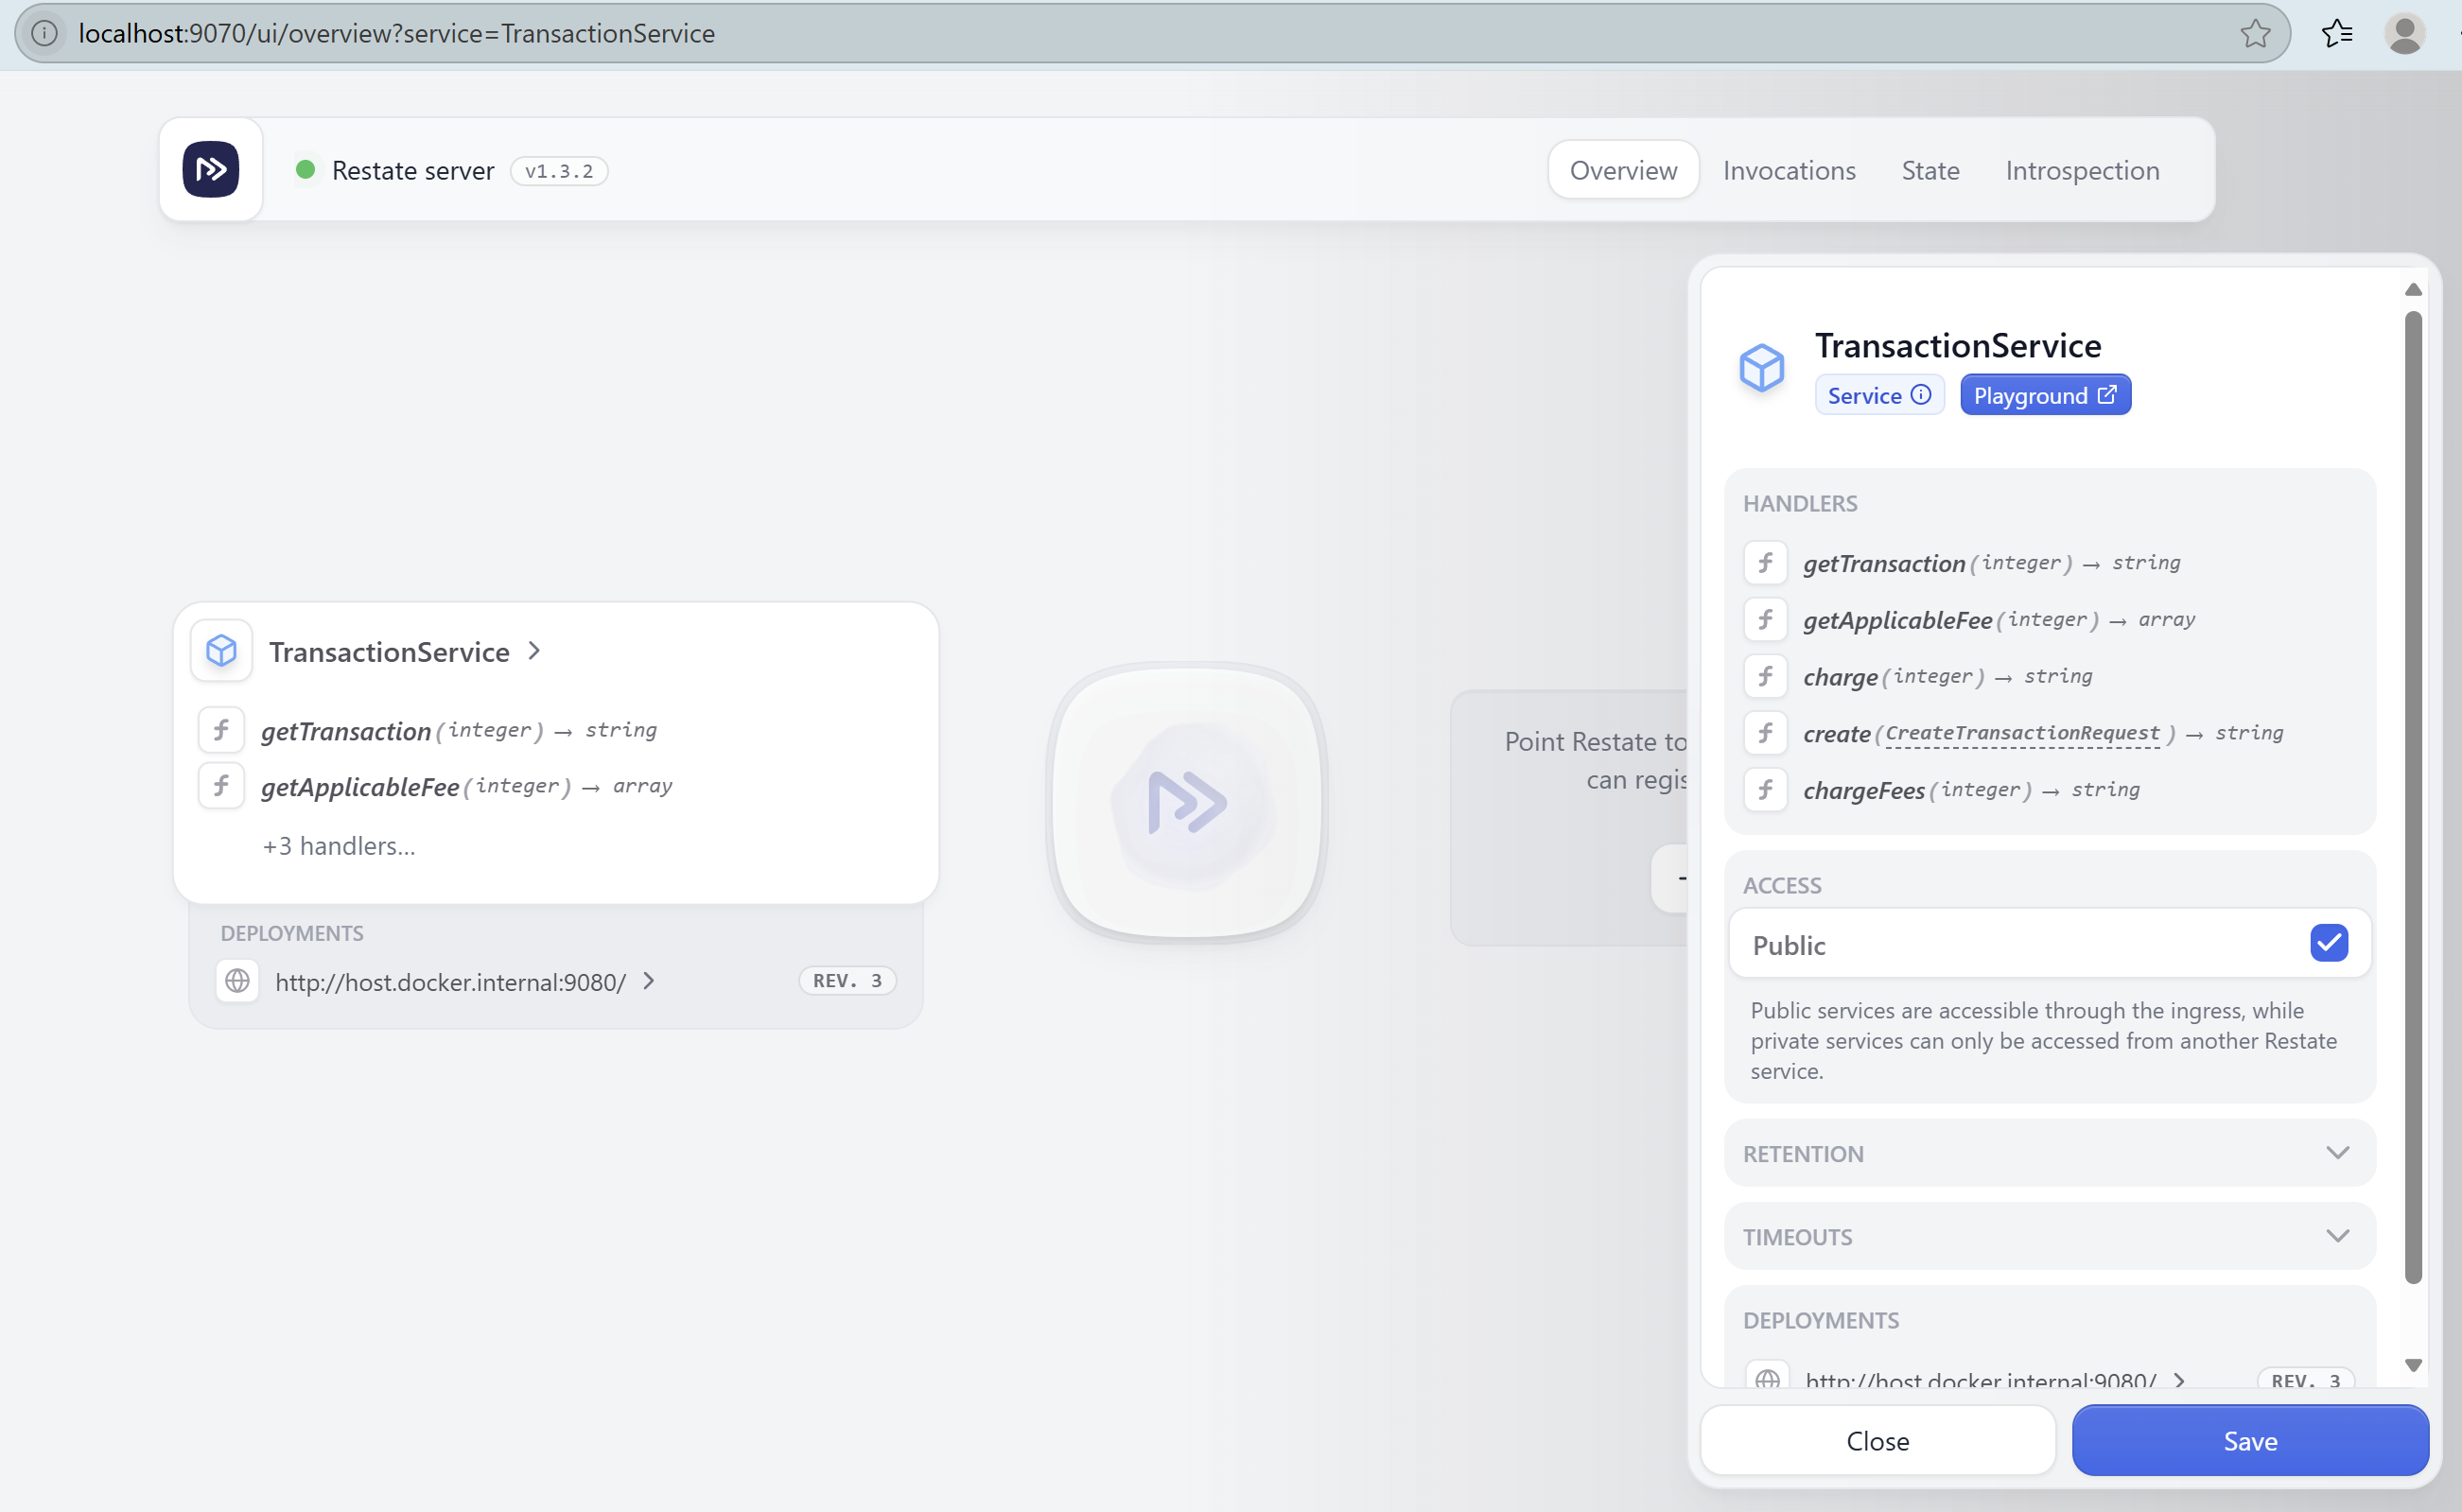 localhost:9070/ui/overview?service=TransactionService
Restate server v1.3.2
Overview Invocations State Introspection
TransactionService
getTransaction(integer) → string
getApplicableFee(integer) → array
+3 handlers...
DEPLOYMENTS
http://host.docker.internal:9080/ REV. 3
Point Restate to
can regis
TransactionService
Service Playground
HANDLERS
getTransaction(integer) → string
getApplicableFee(integer) → array
charge(integer) → string
create(CreateTransactionRequest) → string
chargeFees(integer) → string
ACCESS
Public
Public services are accessible through the ingress, while
private services can only be accessed from another Restate
service.
RETENTION
TIMEOUTS
DEPLOYMENTS
http://host.docker.internal:9080/ REV. 3
Close Save